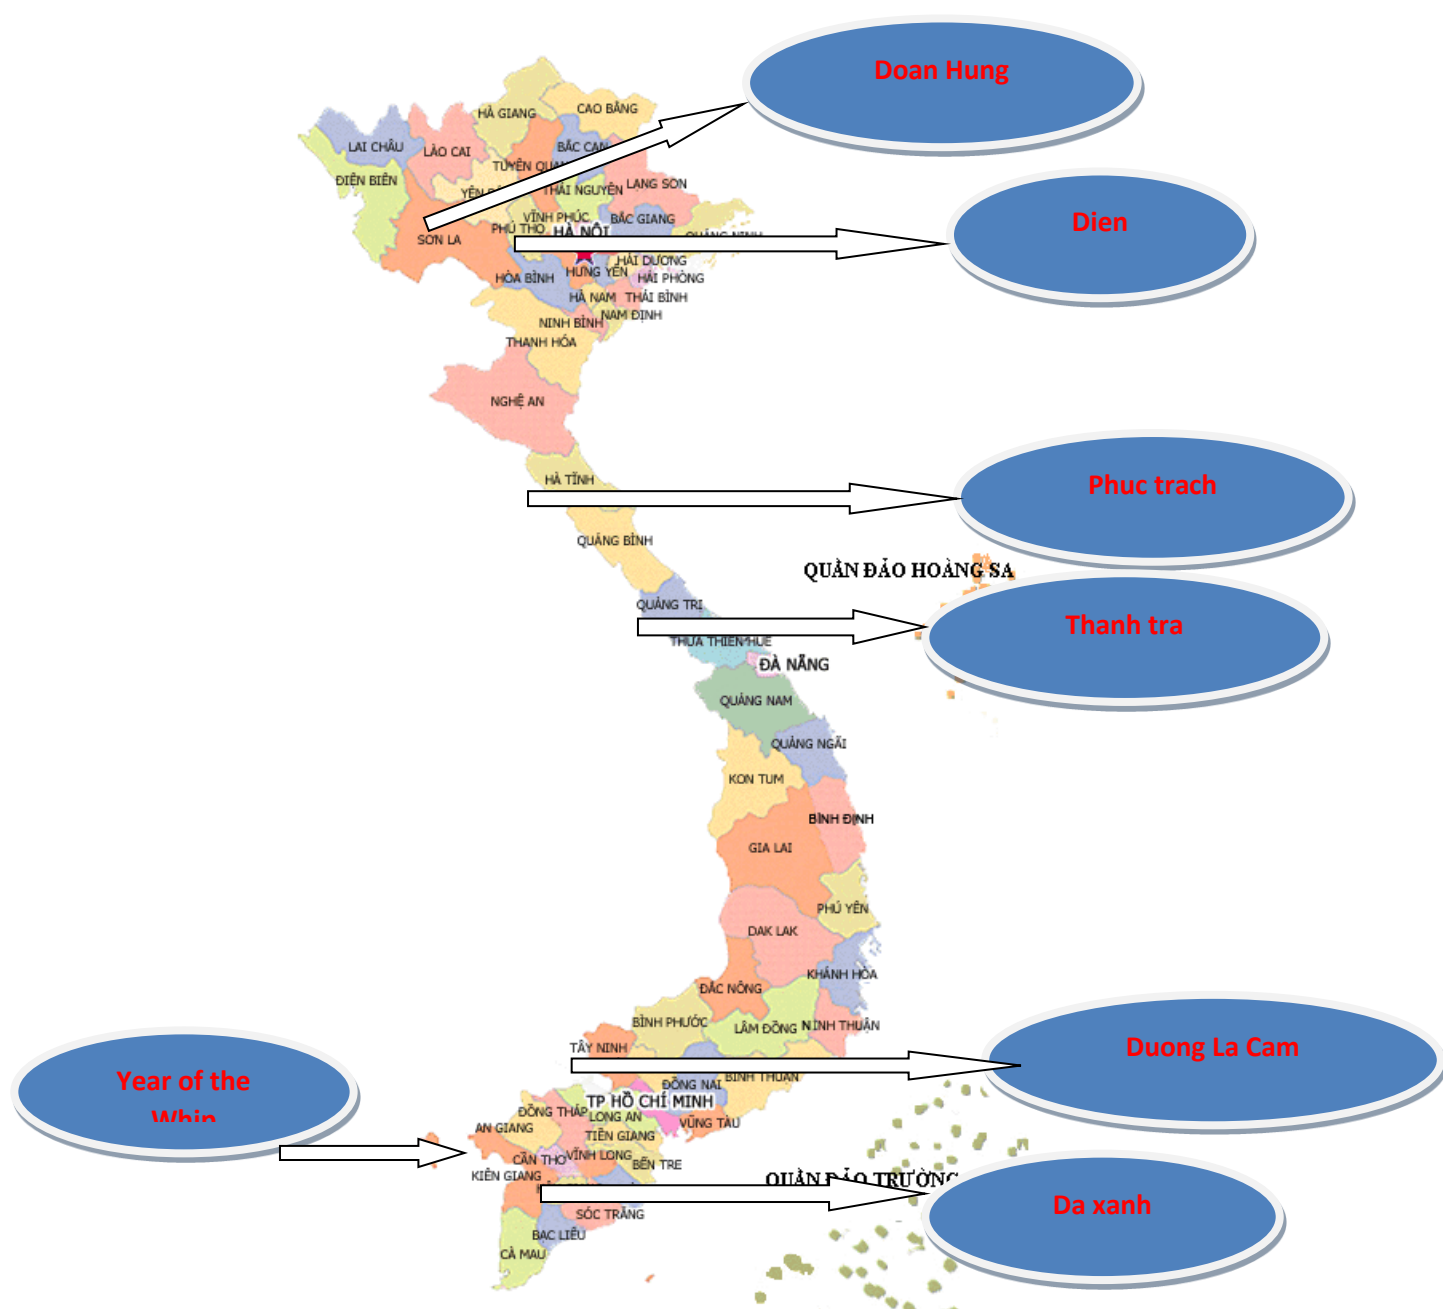 Doan Hung
HÀ GIANG
CAO BẰNG
LAI CHÂU
LÀO CAI
BẮC CẠN
TUYÊN QUANG
ĐIỆN BIÊN
YÊN
THÁI NGUYÊN
LẠNG SƠN
VĨNH PHÚC
BẮC GIANG
PHÚ THỌ
HÀ NỘI
QUẢNG NINH
Dien
SƠN LA
HẢI DƯƠNG
HÒA BÌNH
HƯNG YÊN
HẢI PHÒNG
HÀ NAM
THÁI BÌNH
NAM ĐỊNH
NINH BÌNH
THANH HÓA
NGHỆ AN
HÀ TĨNH
Phuc trach
QUẢNG BÌNH
QUẦN ĐẢO HOÀNG SA
QUẢNG TRỊ
Thanh tra
THỪA THIÊN HUẾ
ĐÀ NẴNG
QUẢNG NAM
QUẢNG NGÃI
KON TUM
BÌNH ĐỊNH
GIA LAI
PHÚ YÊN
DAK LAK
KHÁNH HÒA
ĐẮC NÔNG
BÌNH PHƯỚC
LÂM ĐỒNG
NINH THUẬN
TÂY NINH
Duong La Cam
BÌNH THUẬN
ĐỒNG NAI
Year of the
Whip
TP HỒ CHÍ MINH
ĐỒNG THÁP
LONG AN
VŨNG TÀU
AN GIANG
TIỀN GIANG
CẦN THƠ
VĨNH LONG
BẾN TRE
KIÊN GIANG
QUẦN ĐẢO TRƯỜNG
Da xanh
SÓC TRĂNG
BẠC LIÊU
CÀ MAU